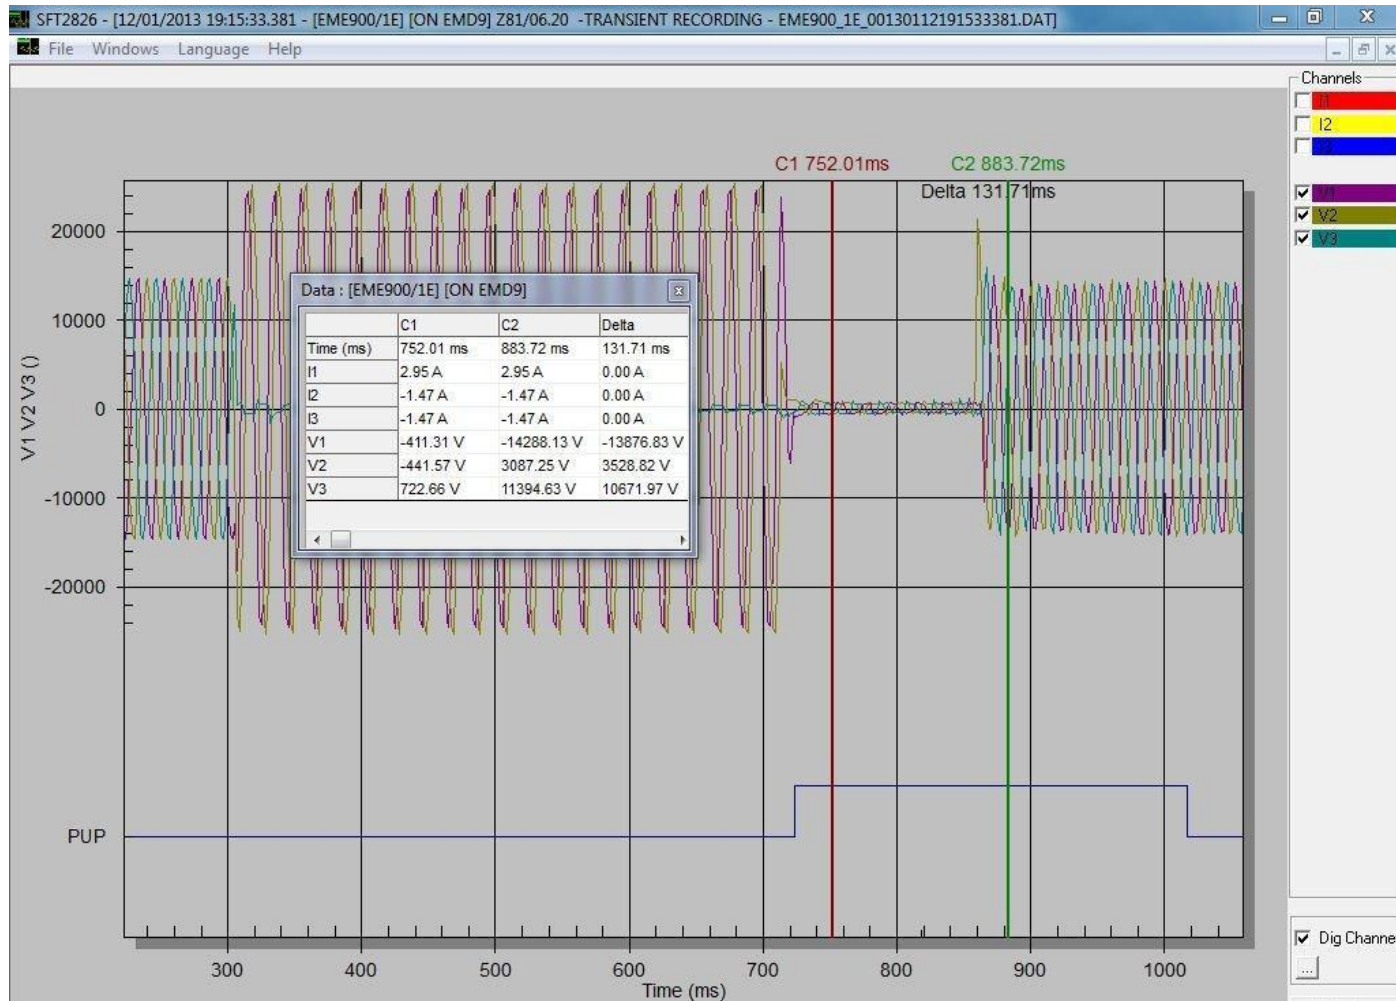 SFT2826 - [12/01/2013 19:15:33.381 - [EME900/1E] [ON EMD9] Z81/06.20 -TRANSIENT RECORDING - EME900_1E_00130112191533381.DAT]
File Windows Language Help
Channels
I1
I2
I3
V1
V2
V3
C1 752.01ms C2 883.72ms
Delta 131.71ms
20000
10000
0
-10000
-20000
V1 V2 V3 ()
Data : [EME900/1E] [ON EMD9]
C1 C2 Delta
Time (ms) 752.01 ms 883.72 ms 131.71 ms
I1 2.95 A 2.95 A 0.00 A
I2 -1.47 A -1.47 A 0.00 A
I3 -1.47 A -1.47 A 0.00 A
V1 -411.31 V -14288.13 V -13876.83 V
V2 -441.57 V 3087.25 V 3528.82 V
V3 722.66 V 11394.63 V 10671.97 V
PUP
300 400 500 600 700 800 900 1000
Time (ms)
Dig Channe
...